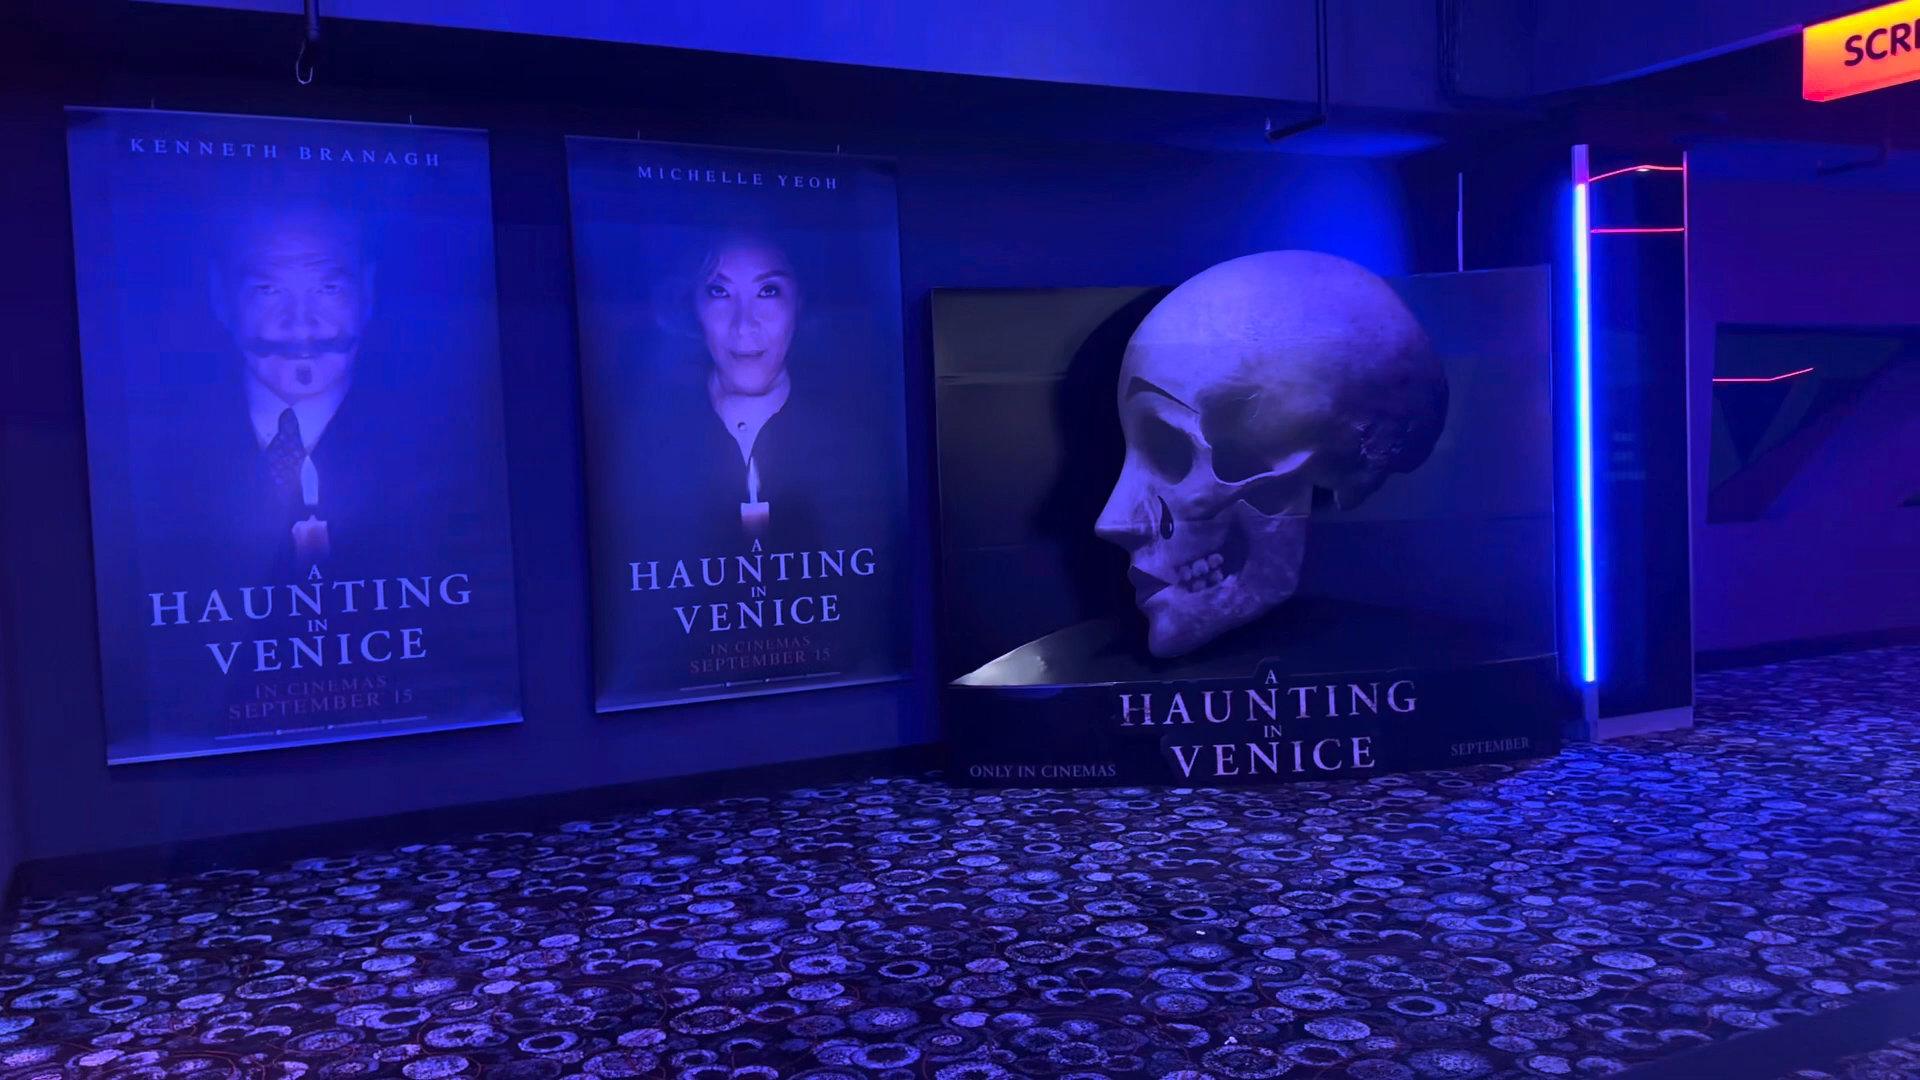 KENNETH BRANAGH
A
HAUNTING
IN
VENICE
IN CINEMAS
SEPTEMBER 15
MICHELLE YEOH
A
HAUNTING
IN
VENICE
IN CINEMAS
SEPTEMBER 15
A
HAUNTING
IN
VENICE
ONLY IN CINEMAS
SEPTEMBER